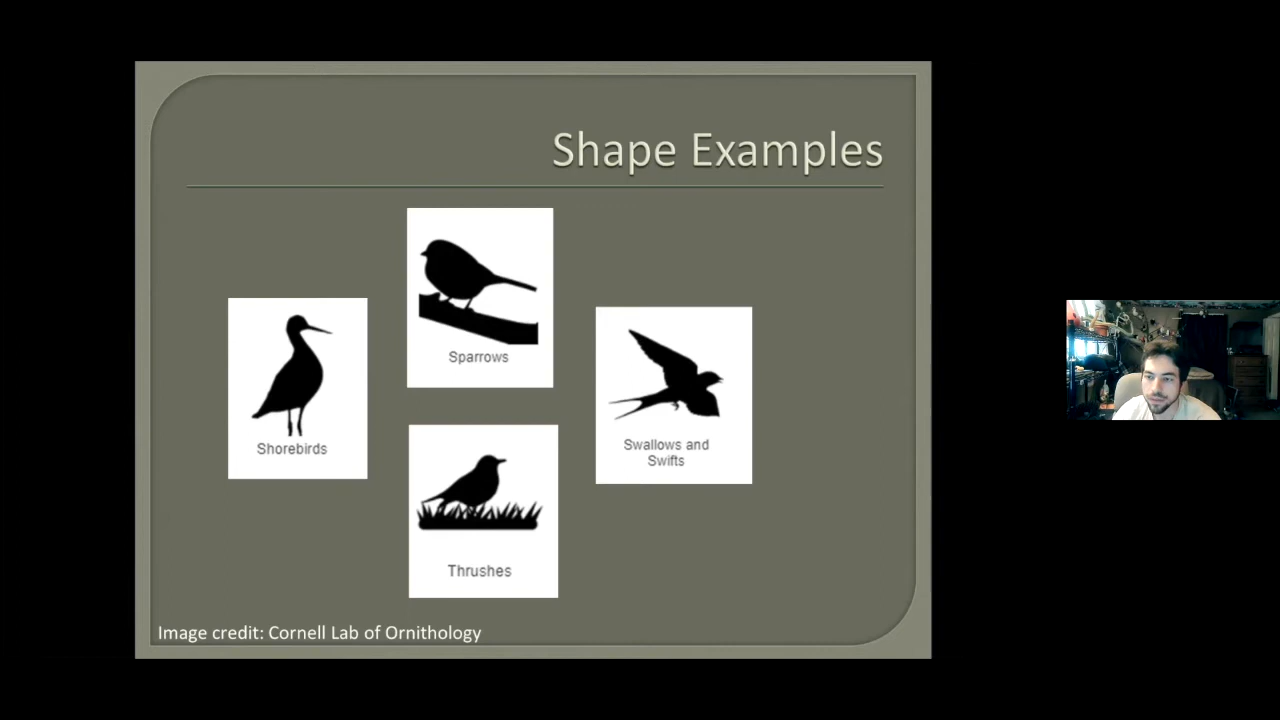 Shape Examples
Sparrows
Shorebirds
Swallows and
Swifts
Thrushes
Image credit: Cornell Lab of Ornithology